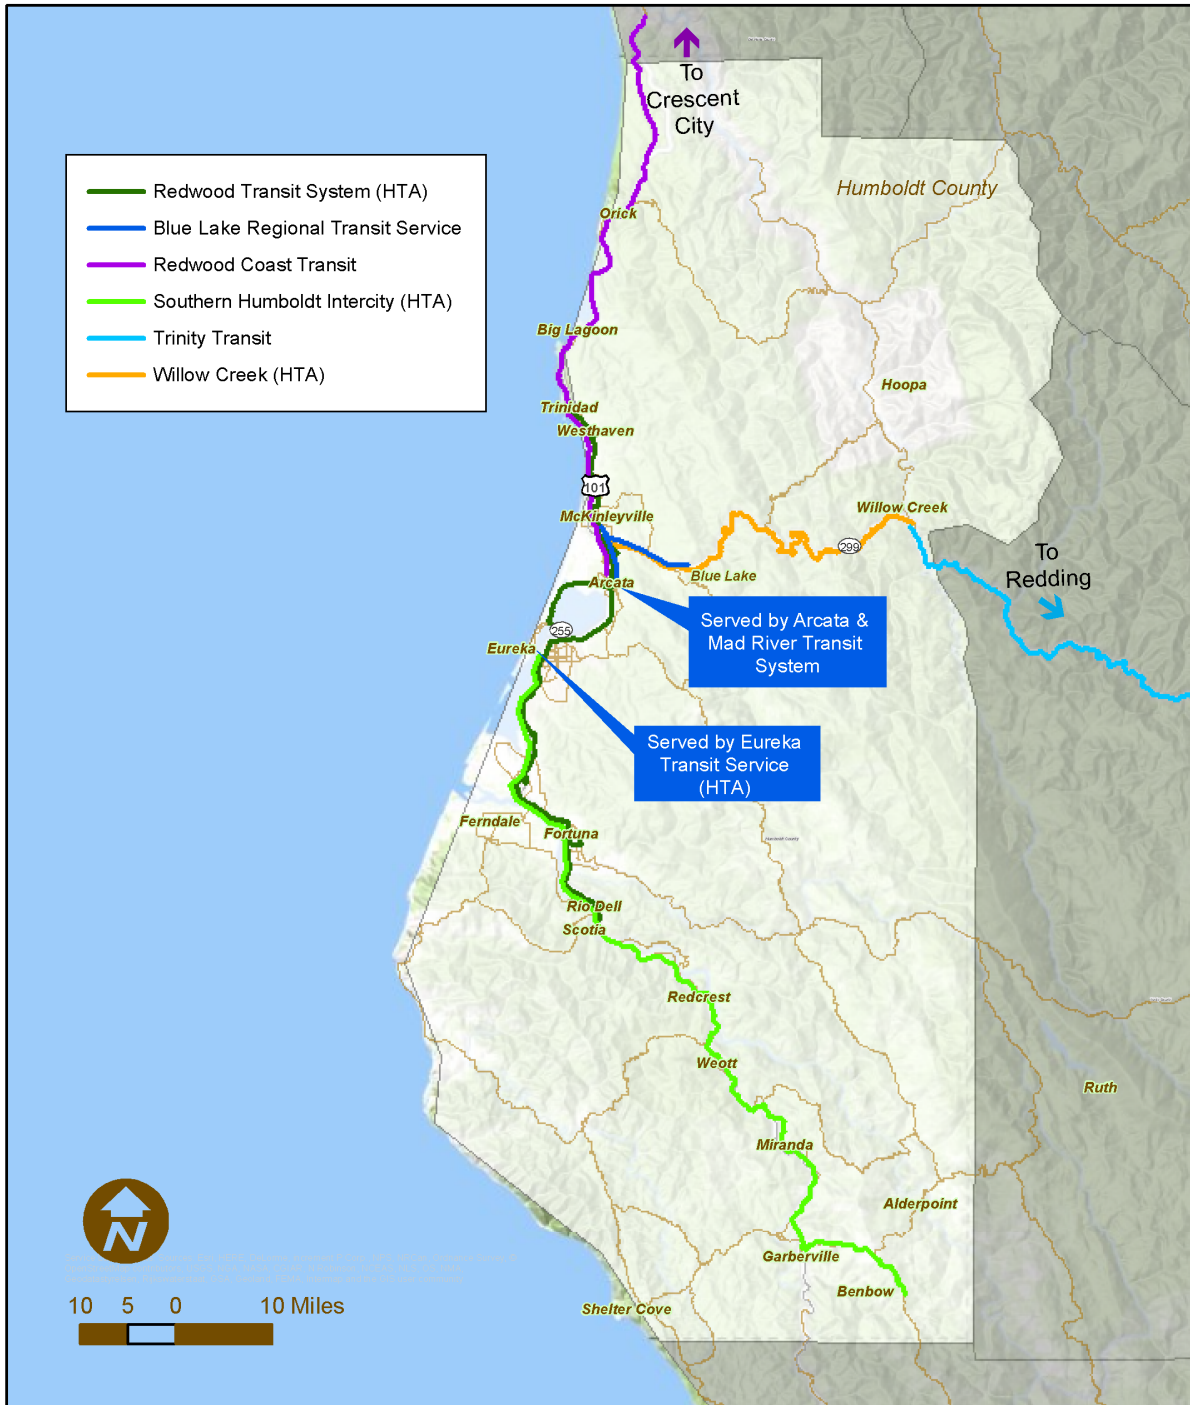 To
Crescent
City
Humboldt County
Redwood Transit System (HTA)
Blue Lake Regional Transit Service
Redwood Coast Transit
Southern Humboldt Intercity (HTA)
Trinity Transit
Willow Creek (HTA)
Orick
Big Lagoon
Hoopa
Trinidad
Westhaven
101
McKinleyville
Willow Creek
299
To
Redding
Blue Lake
Arcata
Served by Arcata &
Mad River Transit
System
255
Eureka
Served by Eureka
Transit Service
(HTA)
Ferndale
Fortuna
Humboldt County
Rio Dell
Scotia
Redcrest
Weott
Ruth
Miranda
Alderpoint
N
Garberville
Benbow
Shelter Cove
10 5 0 10 Miles